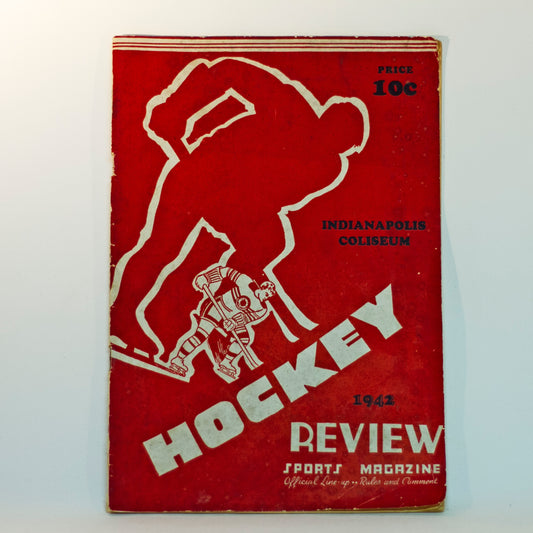 PRICE
10c
INDIANAPOLIS
COLISEUM
HOCKEY
1942
REVIEW
SPORTS MAGAZINE
Official Line-up •• Rules and Comment